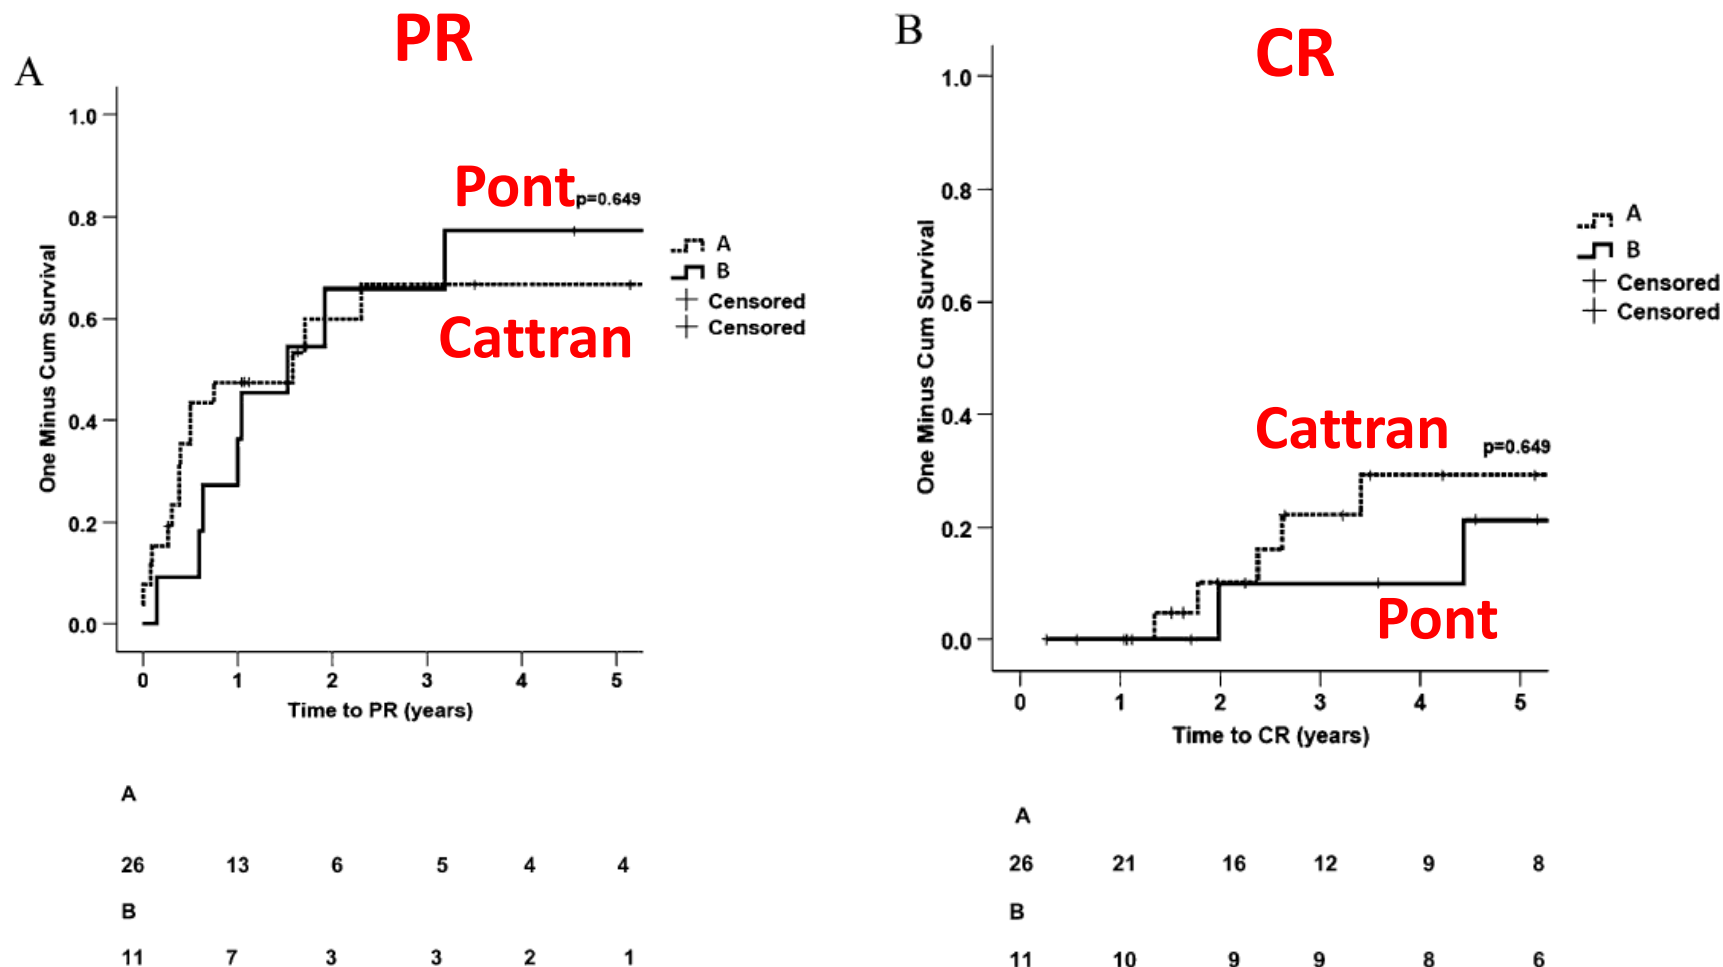 PR
A
1.0
0.8
0.6
0.4
0.2
0.0
One Minus Cum Survival
Pont
p=0.649
Cattran
A
B
Censored
Censored
0 1 2 3 4 5
Time to PR (years)
A
26 13 6 5 4 4
B
11 7 3 3 2 1
CR
B
1.0
0.8
0.6
0.4
0.2
0.0
One Minus Cum Survival
Cattran
p=0.649
Pont
A
B
Censored
Censored
0 1 2 3 4 5
Time to CR (years)
A
26 21 16 12 9 8
B
11 10 9 9 8 6